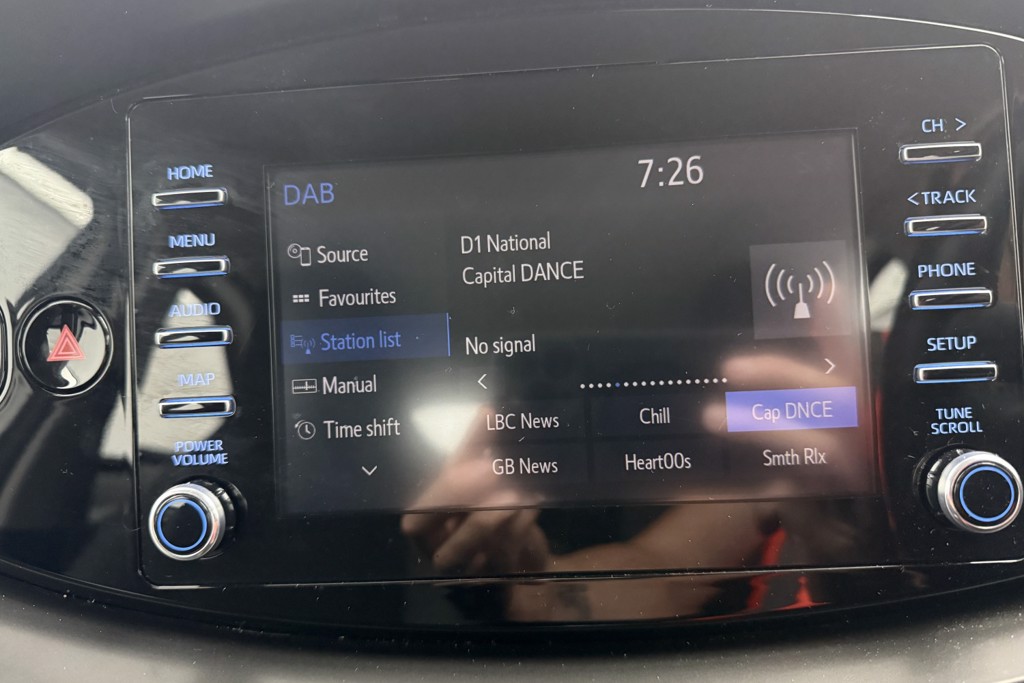 HOME
MENU
AUDIO
MAP
POWER
VOLUME
DAB
7:26
Source
Favourites
Station list
Manual
Time shift
D1 National
Capital DANCE
No signal
<
>
LBC News
Chill
Cap DNCE
GB News
Heart00s
Smth Rlx
CH >
<TRACK
PHONE
SETUP
TUNE
SCROLL